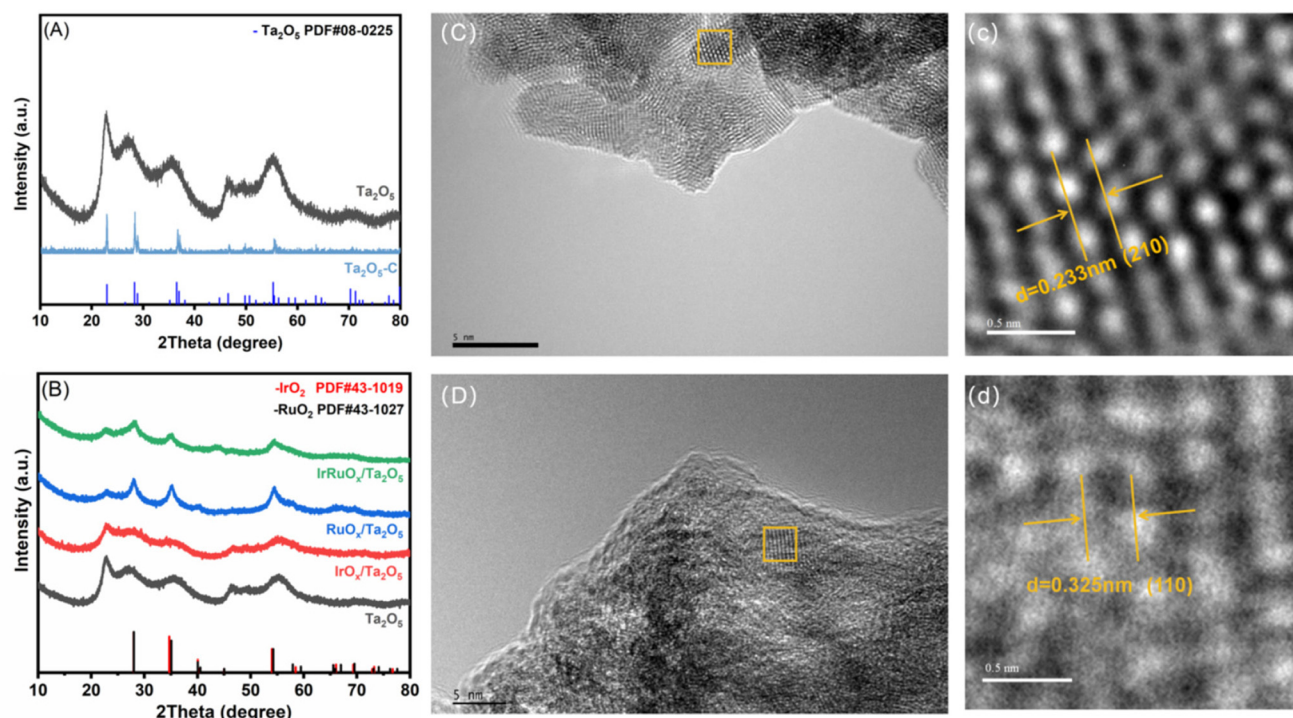 (A)
- Ta₂O₅ PDF#08-0225
Intensity (a.u.)
Ta₂O₅
Ta₂O₅-C
10 20 30 40 50 60 70 80
2Theta (degree)
(B)
-IrO₂ PDF#43-1019
-RuO₂ PDF#43-1027
Intensity (a.u.)
IrRuOₓ/Ta₂O₅
RuOₓ/Ta₂O₅
IrOₓ/Ta₂O₅
Ta₂O₅
10 20 30 40 50 60 70 80
2Theta (degree)
(C)
5 nm
(c)
d=0.233nm (210)
0.5 nm
(D)
5 nm
(d)
d=0.325nm (110)
0.5 nm